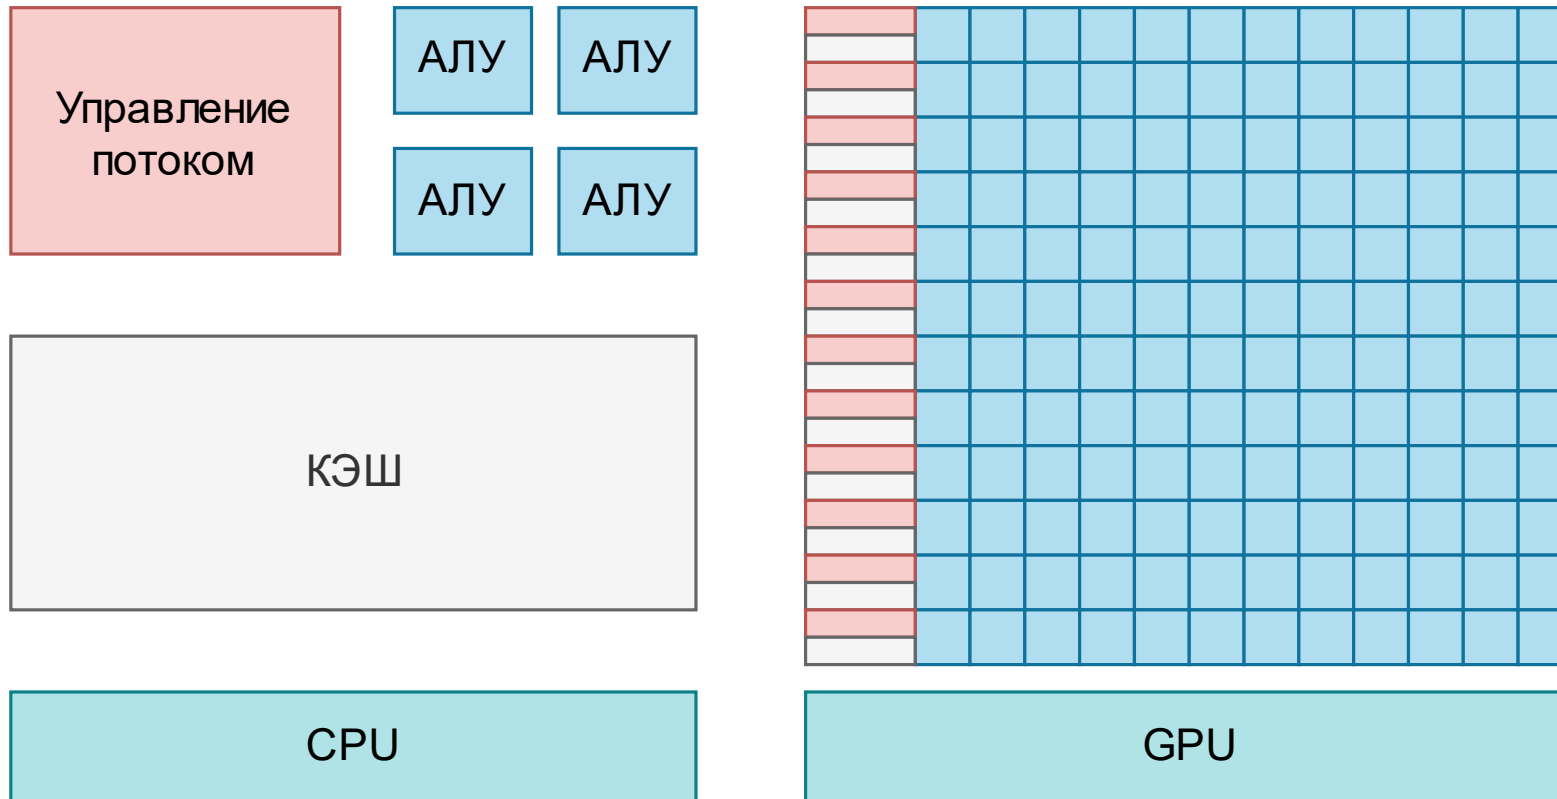 Управление
потоком
АЛУ АЛУ
АЛУ АЛУ
КЭШ
CPU
GPU